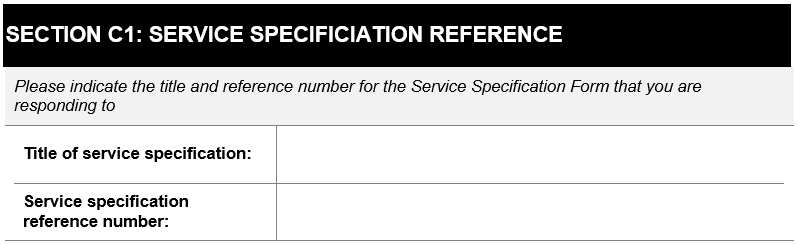 SECTION C1: SERVICE SPECIFICIATION REFERENCE
Please indicate the title and reference number for the Service Specification Form that you are
responding to
Title of service specification:
Service specification
reference number: